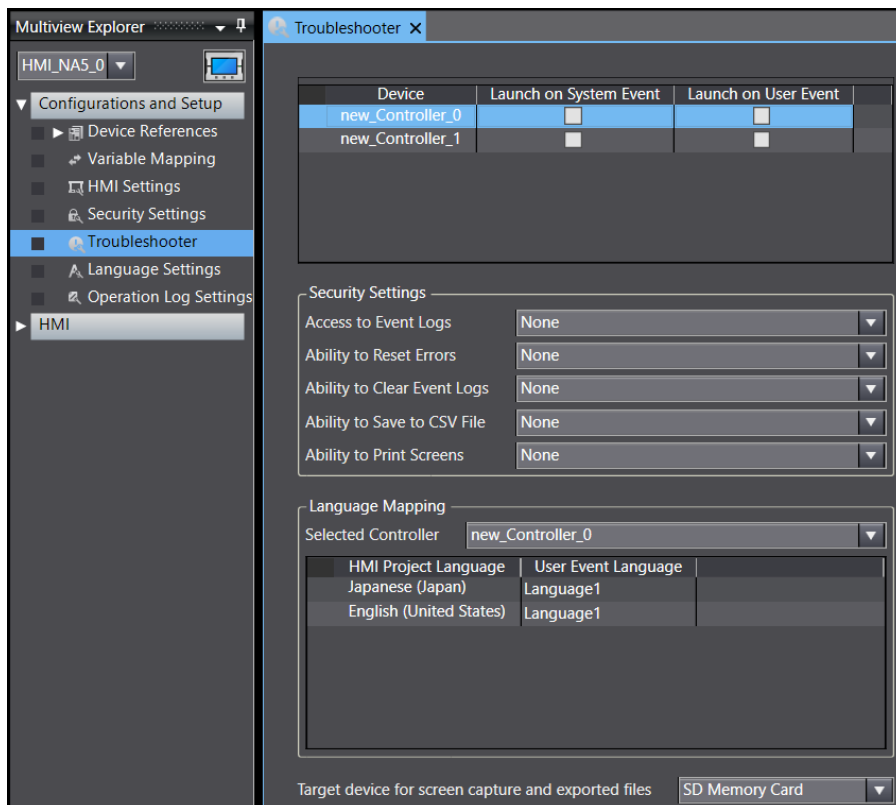 Multiview Explorer
HMI_NA5_0
Configurations and Setup
Device References
Variable Mapping
HMI Settings
Security Settings
Troubleshooter
Language Settings
Operation Log Settings
HMI
Troubleshooter
Device Launch on System Event Launch on User Event
new_Controller_0
new_Controller_1
Security Settings
Access to Event Logs None
Ability to Reset Errors None
Ability to Clear Event Logs None
Ability to Save to CSV File None
Ability to Print Screens None
Language Mapping
Selected Controller new_Controller_0
HMI Project Language User Event Language
Japanese (Japan) Language1
English (United States) Language1
Target device for screen capture and exported files SD Memory Card